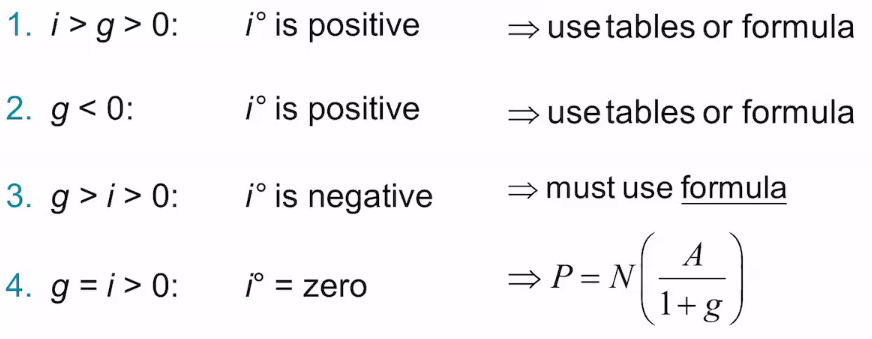 1. i > g > 0: i° is positive ⇒ use tables or formula
2. g < 0: i° is positive ⇒ use tables or formula
3. g > i > 0: i° is negative ⇒ must use formula
4. g = i > 0: i° = zero ⇒ P = N(A / 1 + g)